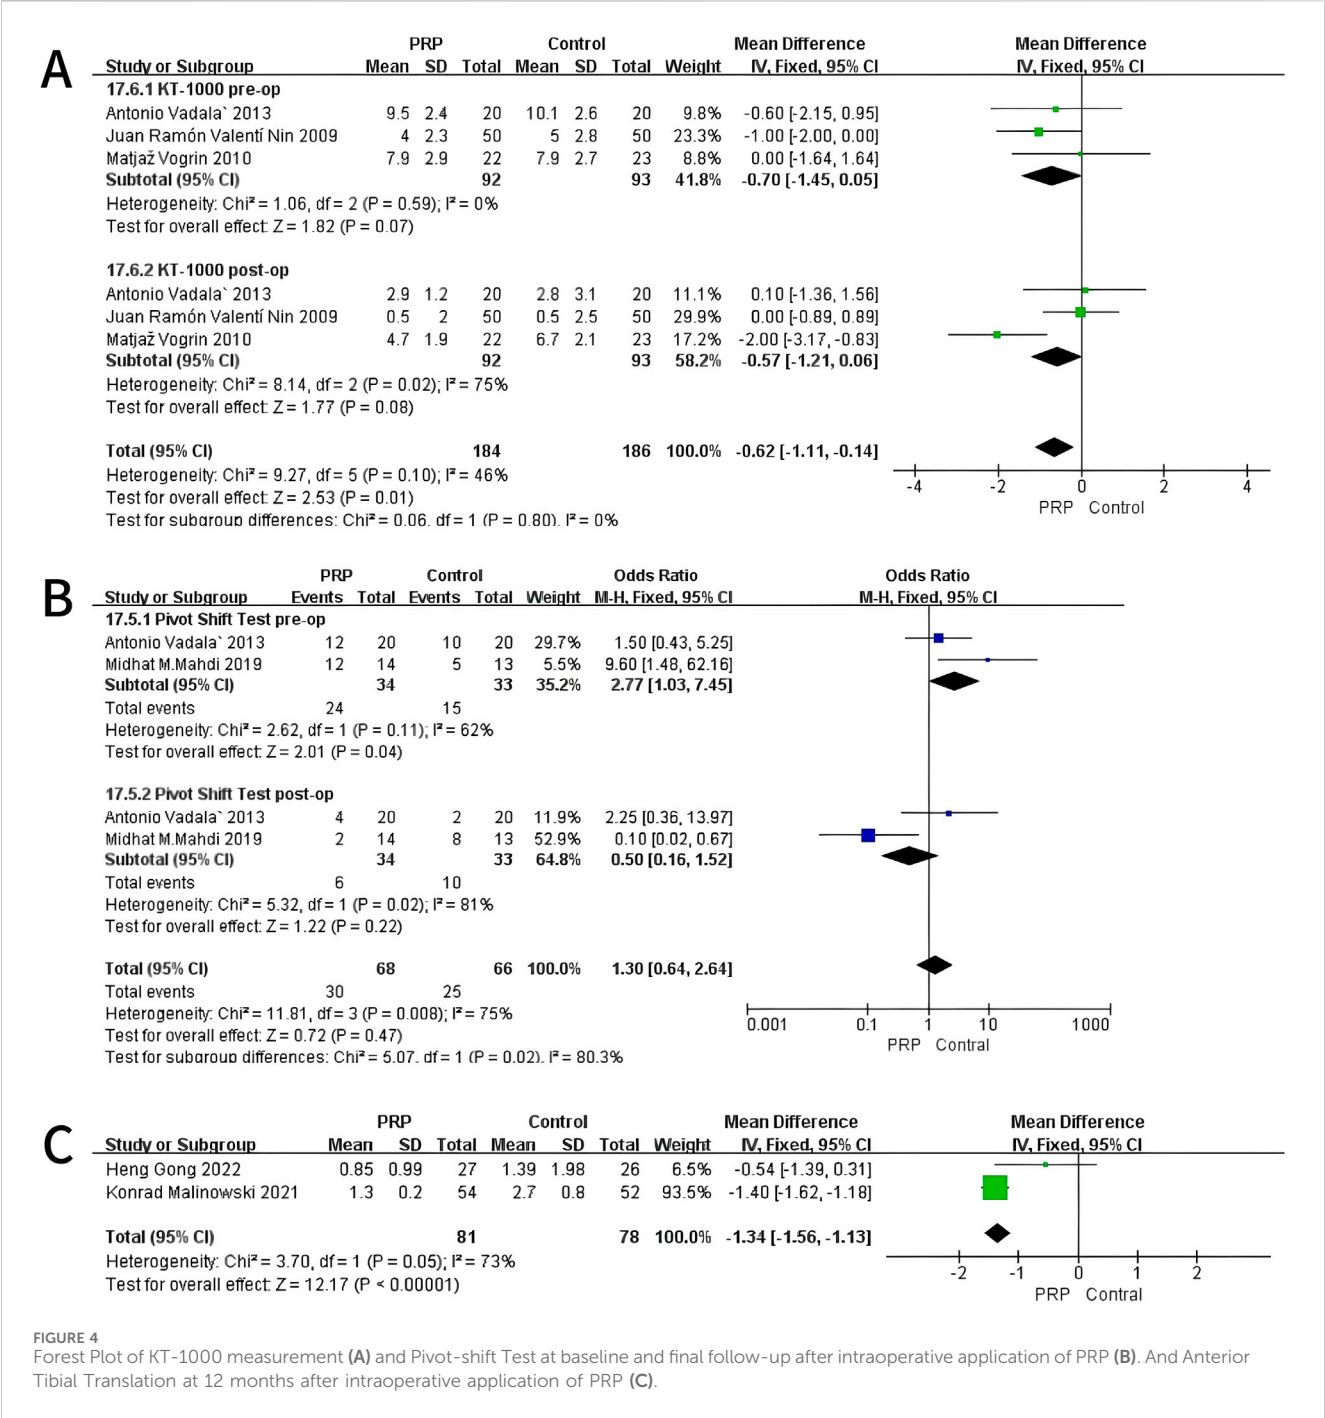 A
PRP Control Mean Difference Mean Difference
Study or Subgroup Mean SD Total Mean SD Total Weight IV, Fixed, 95% CI IV, Fixed, 95% CI
17.6.1 KT-1000 pre-op
Antonio Vadala` 2013 9.5 2.4 20 10.1 2.6 20 9.8% -0.60 [-2.15, 0.95]
Juan Ramón Valentí Nin 2009 4 2.3 50 5 2.8 50 23.3% -1.00 [-2.00, 0.00]
Matjaž Vogrin 2010 7.9 2.9 22 7.9 2.7 23 8.8% 0.00 [-1.64, 1.64]
Subtotal (95% CI) 92 93 41.8% -0.70 [-1.45, 0.05]
Heterogeneity: Chi² = 1.06, df = 2 (P = 0.59); I² = 0%
Test for overall effect: Z = 1.82 (P = 0.07)
17.6.2 KT-1000 post-op
Antonio Vadala` 2013 2.9 1.2 20 2.8 3.1 20 11.1% 0.10 [-1.36, 1.56]
Juan Ramón Valentí Nin 2009 0.5 2 50 0.5 2.5 50 29.9% 0.00 [-0.89, 0.89]
Matjaž Vogrin 2010 4.7 1.9 22 6.7 2.1 23 17.2% -2.00 [-3.17, -0.83]
Subtotal (95% CI) 92 93 58.2% -0.57 [-1.21, 0.06]
Heterogeneity: Chi² = 8.14, df = 2 (P = 0.02); I² = 75%
Test for overall effect: Z = 1.77 (P = 0.08)
Total (95% CI) 184 186 100.0% -0.62 [-1.11, -0.14]
Heterogeneity: Chi² = 9.27, df = 5 (P = 0.10); I² = 46%
Test for overall effect: Z = 2.53 (P = 0.01)
Test for subgroup differences: Chi² = 0.06. df = 1 (P = 0.80). I² = 0%
-4 -2 0 2 4
PRP Control
B
PRP Control Odds Ratio Odds Ratio
Study or Subgroup Events Total Events Total Weight M-H, Fixed, 95% CI M-H, Fixed, 95% CI
17.5.1 Pivot Shift Test pre-op
Antonio Vadala` 2013 12 20 10 20 29.7% 1.50 [0.43, 5.25]
Midhat M.Mahdi 2019 12 14 5 13 5.5% 9.60 [1.48, 62.16]
Subtotal (95% CI) 34 33 35.2% 2.77 [1.03, 7.45]
Total events 24 15
Heterogeneity: Chi² = 2.62, df = 1 (P = 0.11); I² = 62%
Test for overall effect: Z = 2.01 (P = 0.04)
17.5.2 Pivot Shift Test post-op
Antonio Vadala` 2013 4 20 2 20 11.9% 2.25 [0.36, 13.97]
Midhat M.Mahdi 2019 2 14 8 13 52.9% 0.10 [0.02, 0.67]
Subtotal (95% CI) 34 33 64.8% 0.50 [0.16, 1.52]
Total events 6 10
Heterogeneity: Chi² = 5.32, df = 1 (P = 0.02); I² = 81%
Test for overall effect: Z = 1.22 (P = 0.22)
Total (95% CI) 68 66 100.0% 1.30 [0.64, 2.64]
Total events 30 25
Heterogeneity: Chi² = 11.81, df = 3 (P = 0.008); I² = 75%
Test for overall effect: Z = 0.72 (P = 0.47)
Test for subgroup differences: Chi² = 5.07. df = 1 (P = 0.02). I² = 80.3%
0.001 0.1 1 10 1000
PRP Contral
C
PRP Control Mean Difference Mean Difference
Study or Subgroup Mean SD Total Mean SD Total Weight IV, Fixed, 95% CI IV, Fixed, 95% CI
Heng Gong 2022 0.85 0.99 27 1.39 1.98 26 6.5% -0.54 [-1.39, 0.31]
Konrad Malinowski 2021 1.3 0.2 54 2.7 0.8 52 93.5% -1.40 [-1.62, -1.18]
Total (95% CI) 81 78 100.0% -1.34 [-1.56, -1.13]
Heterogeneity: Chi² = 3.70, df = 1 (P = 0.05); I² = 73%
Test for overall effect: Z = 12.17 (P < 0.00001)
-2 -1 0 1 2
PRP Contral
FIGURE 4
Forest Plot of KT-1000 measurement (A) and Pivot-shift Test at baseline and final follow-up after intraoperative application of PRP (B). And Anterior
Tibial Translation at 12 months after intraoperative application of PRP (C).